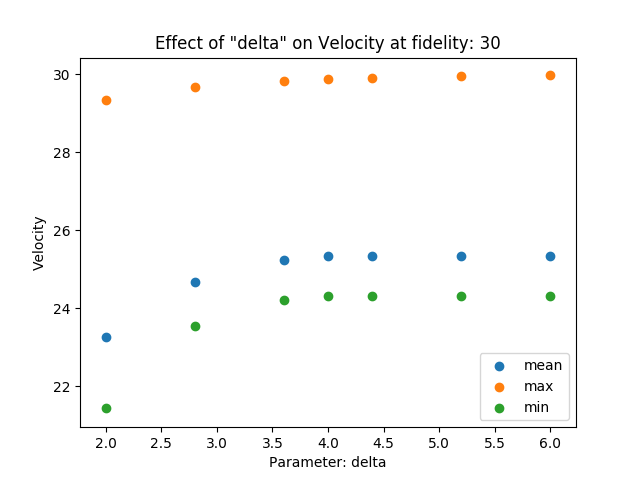 Effect of "delta" on Velocity at fidelity: 30
30
28
26
24
22
Velocity
2.0 2.5 3.0 3.5 4.0 4.5 5.0 5.5 6.0
Parameter: delta
mean
max
min